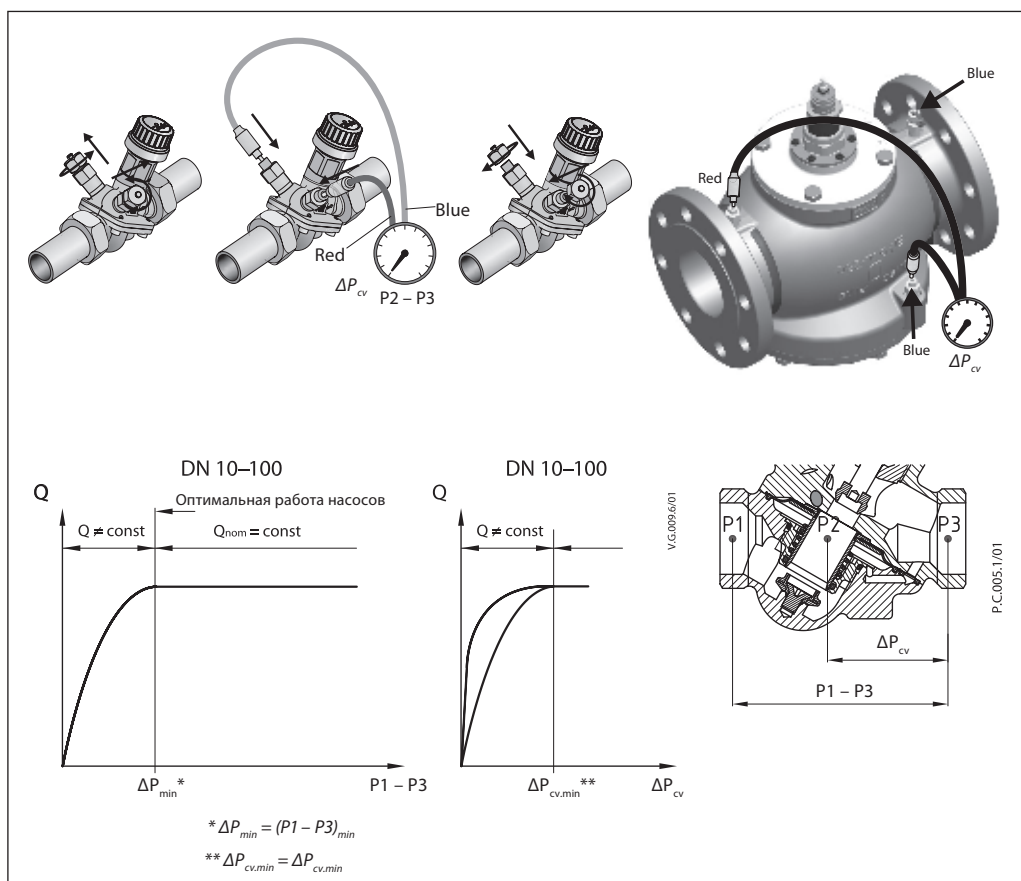 Blue
Red
ΔPcv
P2 – P3
Blue
Red
Blue
ΔPcv
DN 10–100
Q
Оптимальная работа насосов
Q ≠ const
Qnom = const
ΔPmin*
P1 – P3
DN 10–100
Q
Q ≠ const
ΔPcv.min**
ΔPcv
V.G.009.6/01
P1
P2
P3
ΔPcv
P1 – P3
P.C.005.1/01
* ΔPmin = (P1 – P3)min
** ΔPcv.min = ΔPcv.min